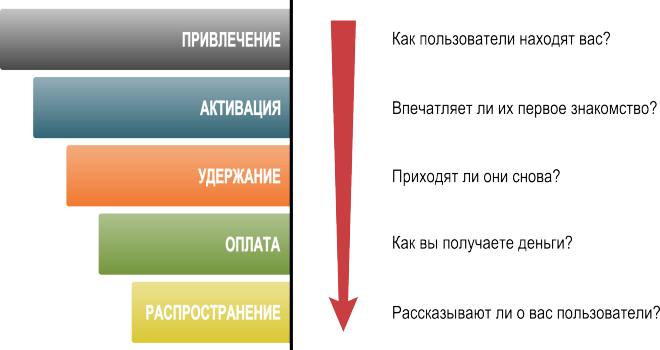 ПРИВЛЕЧЕНИЕ
Как пользователи находят вас?
АКТИВАЦИЯ
Впечатляет ли их первое знакомство?
УДЕРЖАНИЕ
Приходят ли они снова?
ОПЛАТА
Как вы получаете деньги?
РАСПРОСТРАНЕНИЕ
Рассказывают ли о вас пользователи?